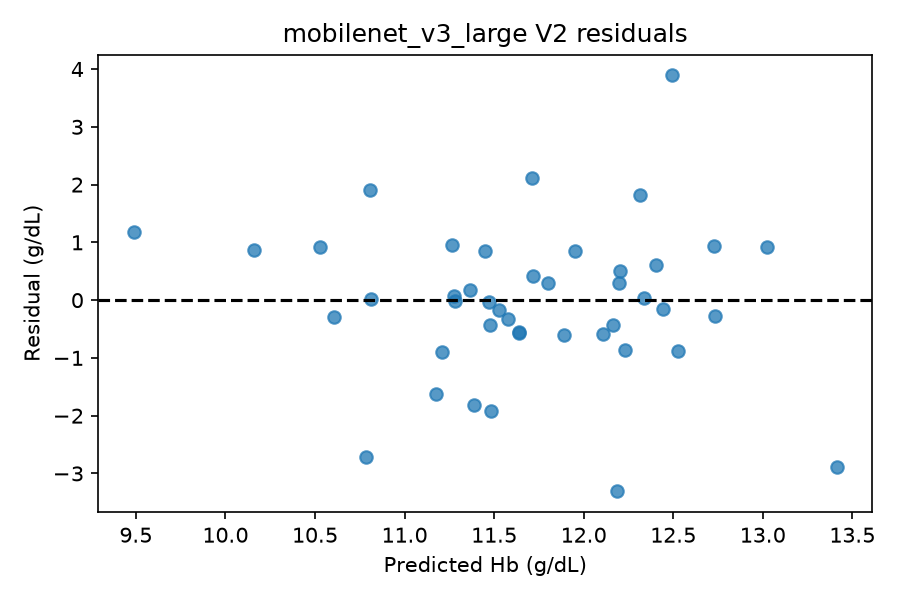 mobilenet_v3_large V2 residuals
Residual (g/dL)
4
3
2
1
0
−1
−2
−3
9.5 10.0 10.5 11.0 11.5 12.0 12.5 13.0 13.5
Predicted Hb (g/dL)